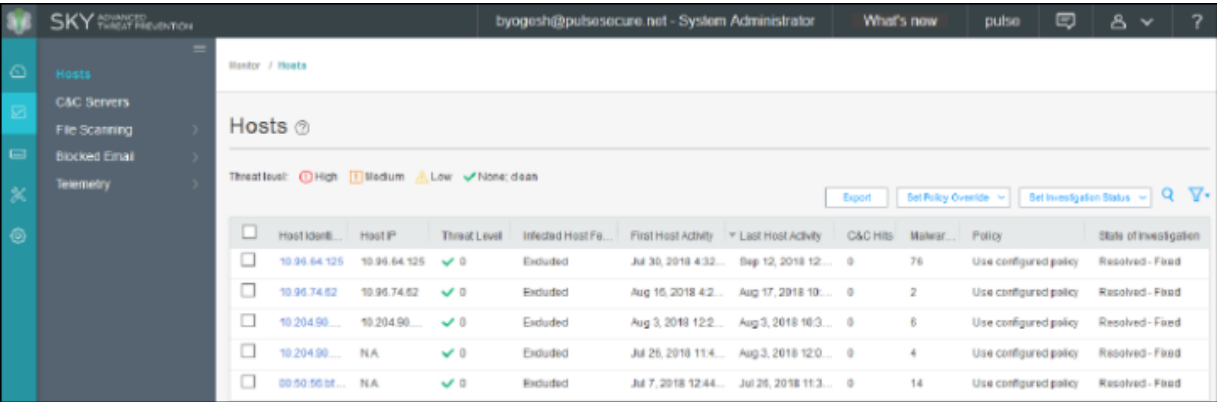 SKY ADVANCED THREAT PREVENTION byogesh@pulsesecure.net - System Administrator What's new pulse ?
Hosts
C&C Servers
File Scanning
Blocked Email
Telemetry
Monitor / Hosts
Hosts ?
Threat level: High Medium Low None; clean
Export Set Policy Override Set Investigation Status
Host Identi... Host IP Threat Level Infected Host Fe... First Host Activity Last Host Activity C&C Hits Malwar... Policy State of Investigation
10.96.64.125 10.96.64.125 0 Excluded Jul 30, 2018 4:32... Sep 12, 2018 12:... 0 76 Use configured policy Resolved - Fixed
10.96.74.62 10.96.74.62 0 Excluded Aug 16, 2018 4:2... Aug 17, 2018 10:... 0 2 Use configured policy Resolved - Fixed
10.204.90.... 10.204.90.... 0 Excluded Aug 3, 2018 12:2... Aug 3, 2018 10:3... 0 6 Use configured policy Resolved - Fixed
10.204.90.... N.A. 0 Excluded Jul 26, 2018 11:4... Aug 3, 2018 12:0... 0 4 Use configured policy Resolved - Fixed
00:50:56:bf... N.A. 0 Excluded Jul 7, 2018 12:44... Jul 26, 2018 11:3... 0 14 Use configured policy Resolved - Fixed